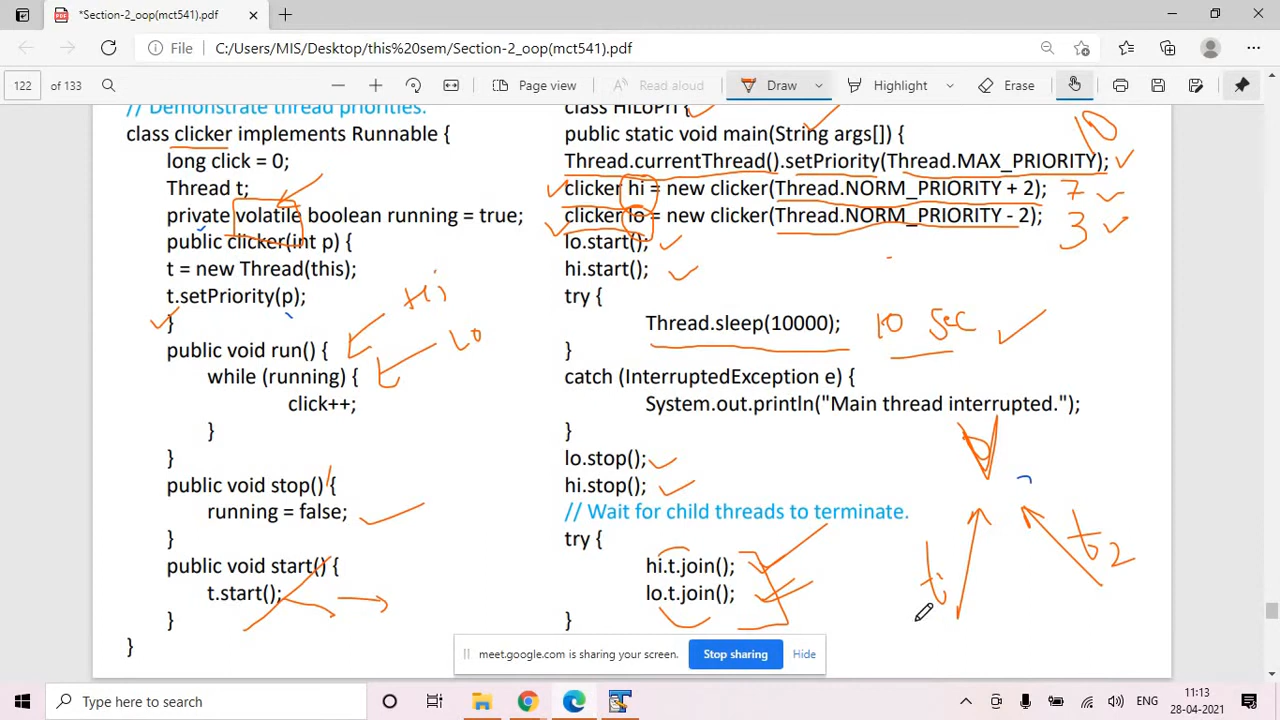 *Section-2_oop(mct541).pdf
File C:/Users/MIS/Desktop/this%20sem/Section-2_oop(mct541).pdf
122 of 133 Page view Read aloud Draw Highlight Erase
// Demonstrate thread priorities.
class clicker implements Runnable {
long click = 0;
Thread t;
private volatile boolean running = true;
public clicker(int p) {
t = new Thread(this);
t.setPriority(p);
Hi
}
public void run() {
Lo
while (running) {
click++;
}
}
public void stop() {
running = false;
}
public void start() {
t.start();
}
}
class HiLoPri {
public static void main(String args[]) {
10
Thread.currentThread().setPriority(Thread.MAX_PRIORITY);
clicker hi = new clicker(Thread.NORM_PRIORITY + 2); 7
clicker lo = new clicker(Thread.NORM_PRIORITY - 2); 3
lo.start();
hi.start();
try {
Thread.sleep(10000); 10 Sec
}
catch (InterruptedException e) {
System.out.println("Main thread interrupted.");
}
lo.stop();
hi.stop();
// Wait for child threads to terminate.
try {
hi.t.join();
t2
lo.t.join();
}
meet.google.com is sharing your screen. Stop sharing Hide
Type here to search
ENG
11:13
28-04-2021